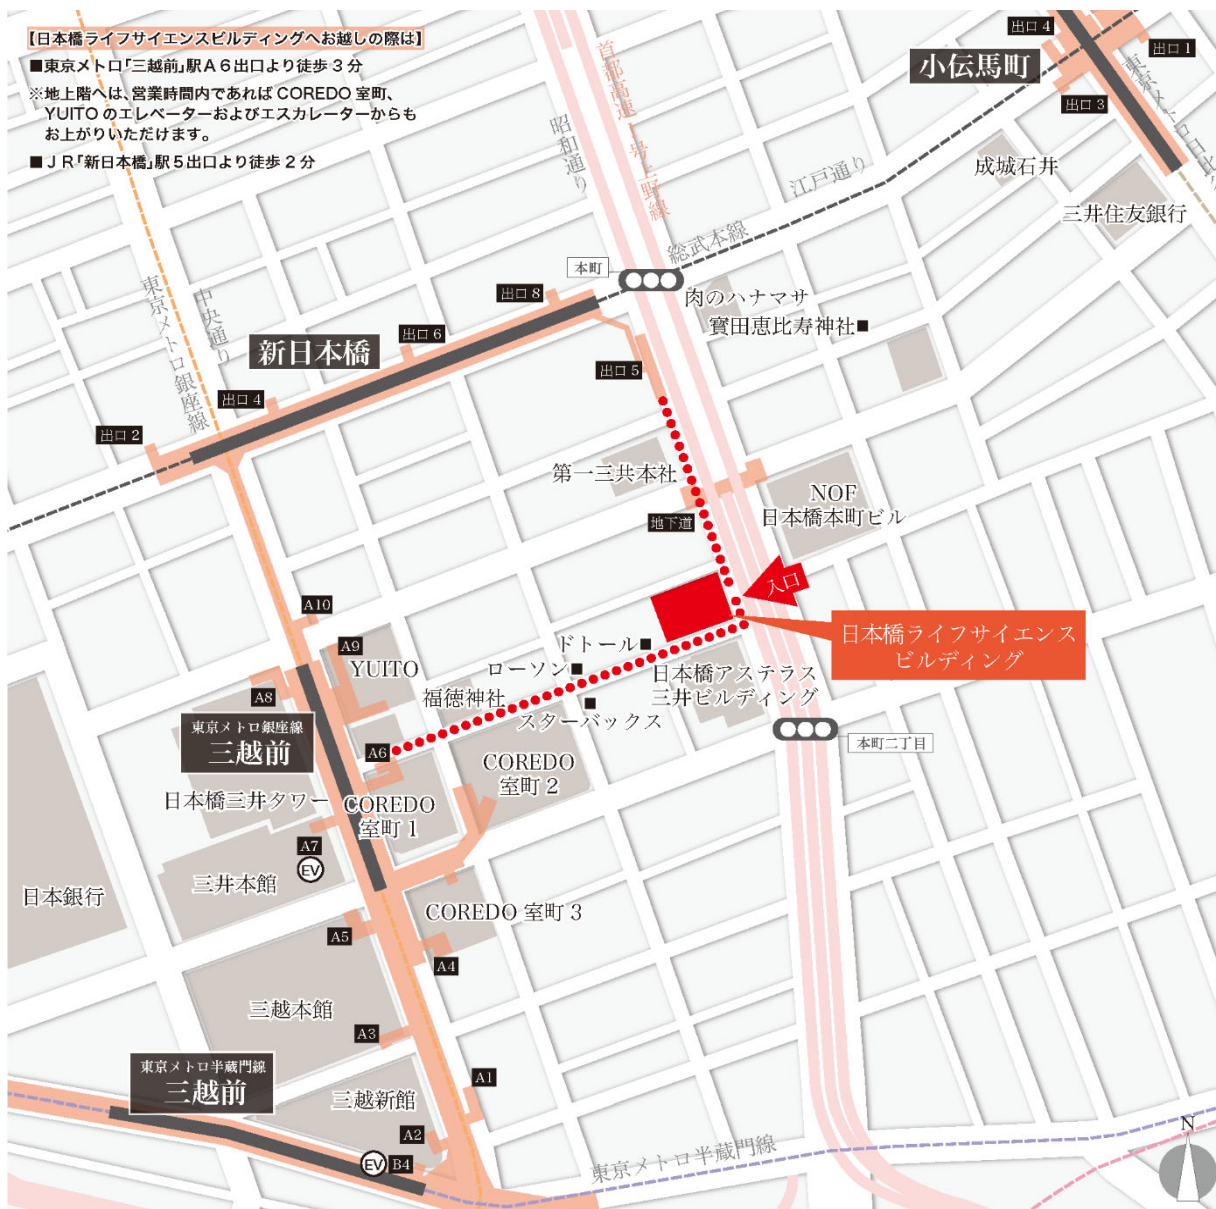 【日本橋ライフサイエンスビルディングへお越しの際は】
■東京メトロ「三越前」駅A6出口より徒歩3分
※地上階へは、営業時間内であればCOREDO室町、
YUITOのエレベーターおよびエスカレーターからも
お上がりいただけます。
■JR「新日本橋」駅5出口より徒歩2分
首都高速1号上野線
昭和通り
出口4
小伝馬町
出口1
出口3
成城石井
三井住友銀行
江戸通り
総武本線
本町
肉のハナマサ
寳田恵比寿神社■
東京メトロ銀座線
中央通り
出口8
出口6
新日本橋
出口5
出口4
出口2
第一三共本社
地下道
NOF
日本橋本町ビル
入口
日本橋ライフサイエンス
ビルディング
A10
A9
YUITO
A8
ドトール■
ローソン■
福徳神社
スターバックス
日本橋アステラス
三井ビルディング
東京メトロ銀座線
三越前
A6
本町二丁目
COREDO
室町2
日本橋三井タワー
COREDO
室町1
A7
EV
三井本館
日本銀行
COREDO室町3
A5
A4
三越本館
A3
東京メトロ半蔵門線
三越前
A1
三越新館
A2
EV
B4
東京メトロ半蔵門線
N